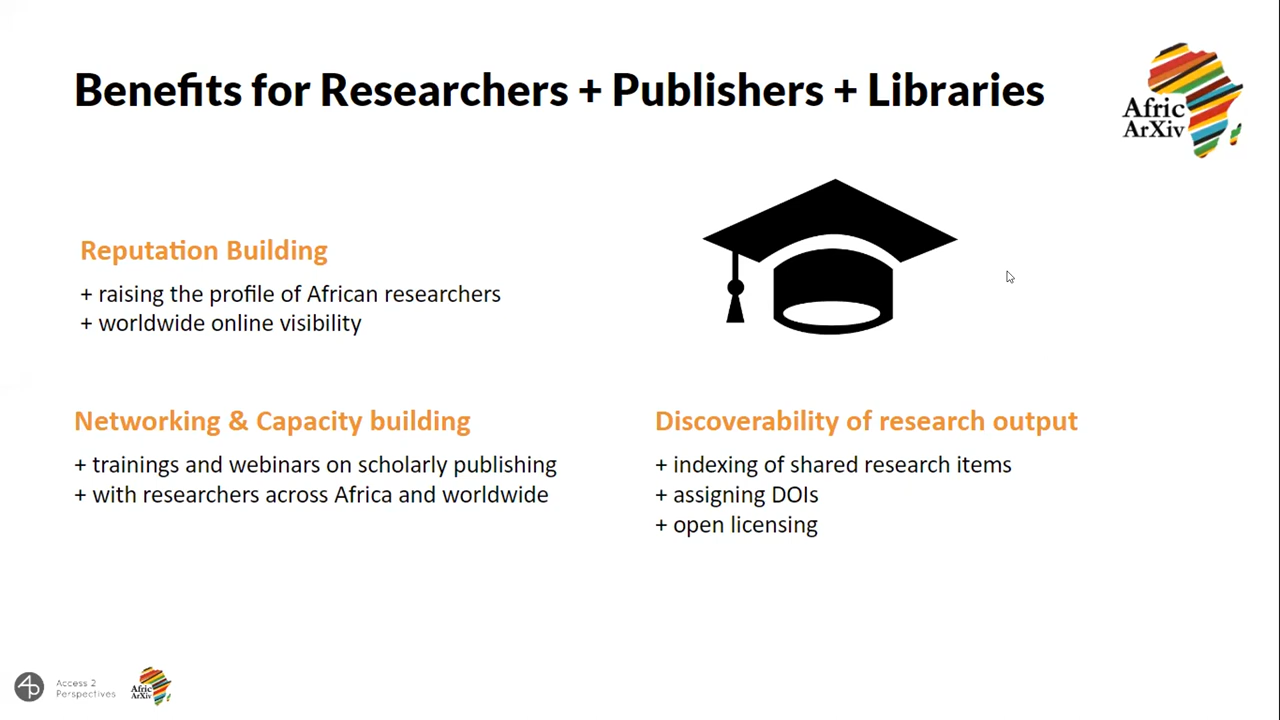 Benefits for Researchers + Publishers + Libraries
Afric
ArXiv
Reputation Building
+ raising the profile of African researchers
+ worldwide online visibility
Networking & Capacity building
+ trainings and webinars on scholarly publishing
+ with researchers across Africa and worldwide
Discoverability of research output
+ indexing of shared research items
+ assigning DOIs
+ open licensing
Access 2
Perspectives
Afric
ArXiv